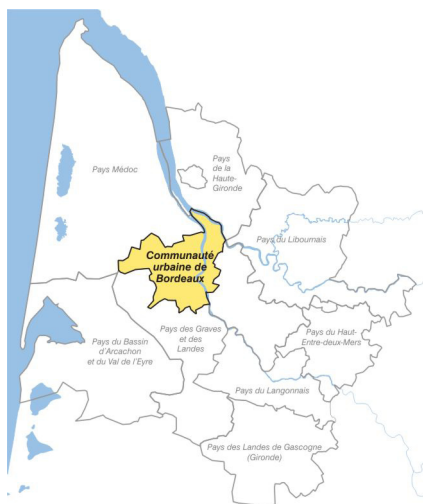 Pays Médoc
Pays
de la
Haute-
Gironde
Pays du Libournais
Communauté
urbaine de
Bordeaux
Pays du Haut-
Entre-deux-Mers
Pays des Graves
et des
Landes
Pays du Bassin
d'Arcachon
et du Val de l'Eyre
Pays du Langonnais
Pays des Landes de Gascogne
(Gironde)